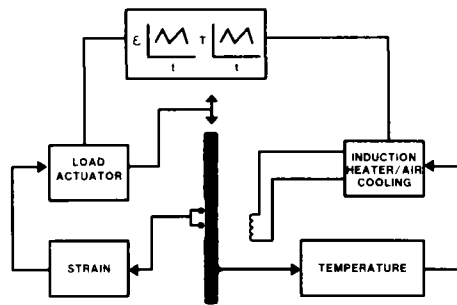 ε T
t t
LOAD
ACTUATOR
INDUCTION
HEATER/AIR
COOLING
STRAIN
TEMPERATURE